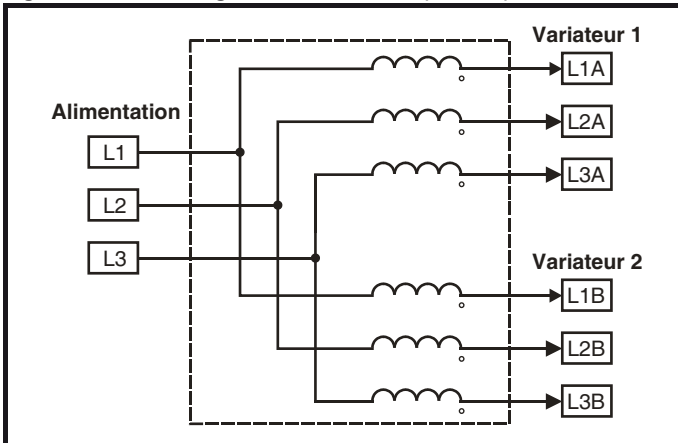 Variateur 1
L1A
Alimentation
L2A
L1
L3A
L2
L3
Variateur 2
L1B
L2B
L3B